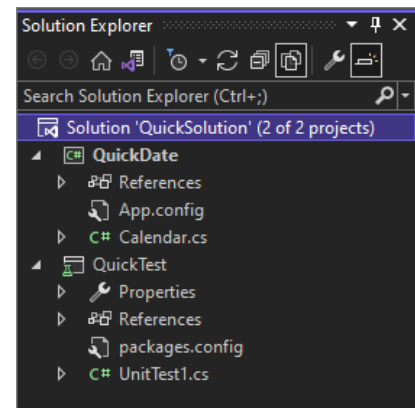 Solution Explorer
Search Solution Explorer (Ctrl+;)
Solution 'QuickSolution' (2 of 2 projects)
C# QuickDate
References
App.config
C# Calendar.cs
QuickTest
Properties
References
packages.config
C# UnitTest1.cs